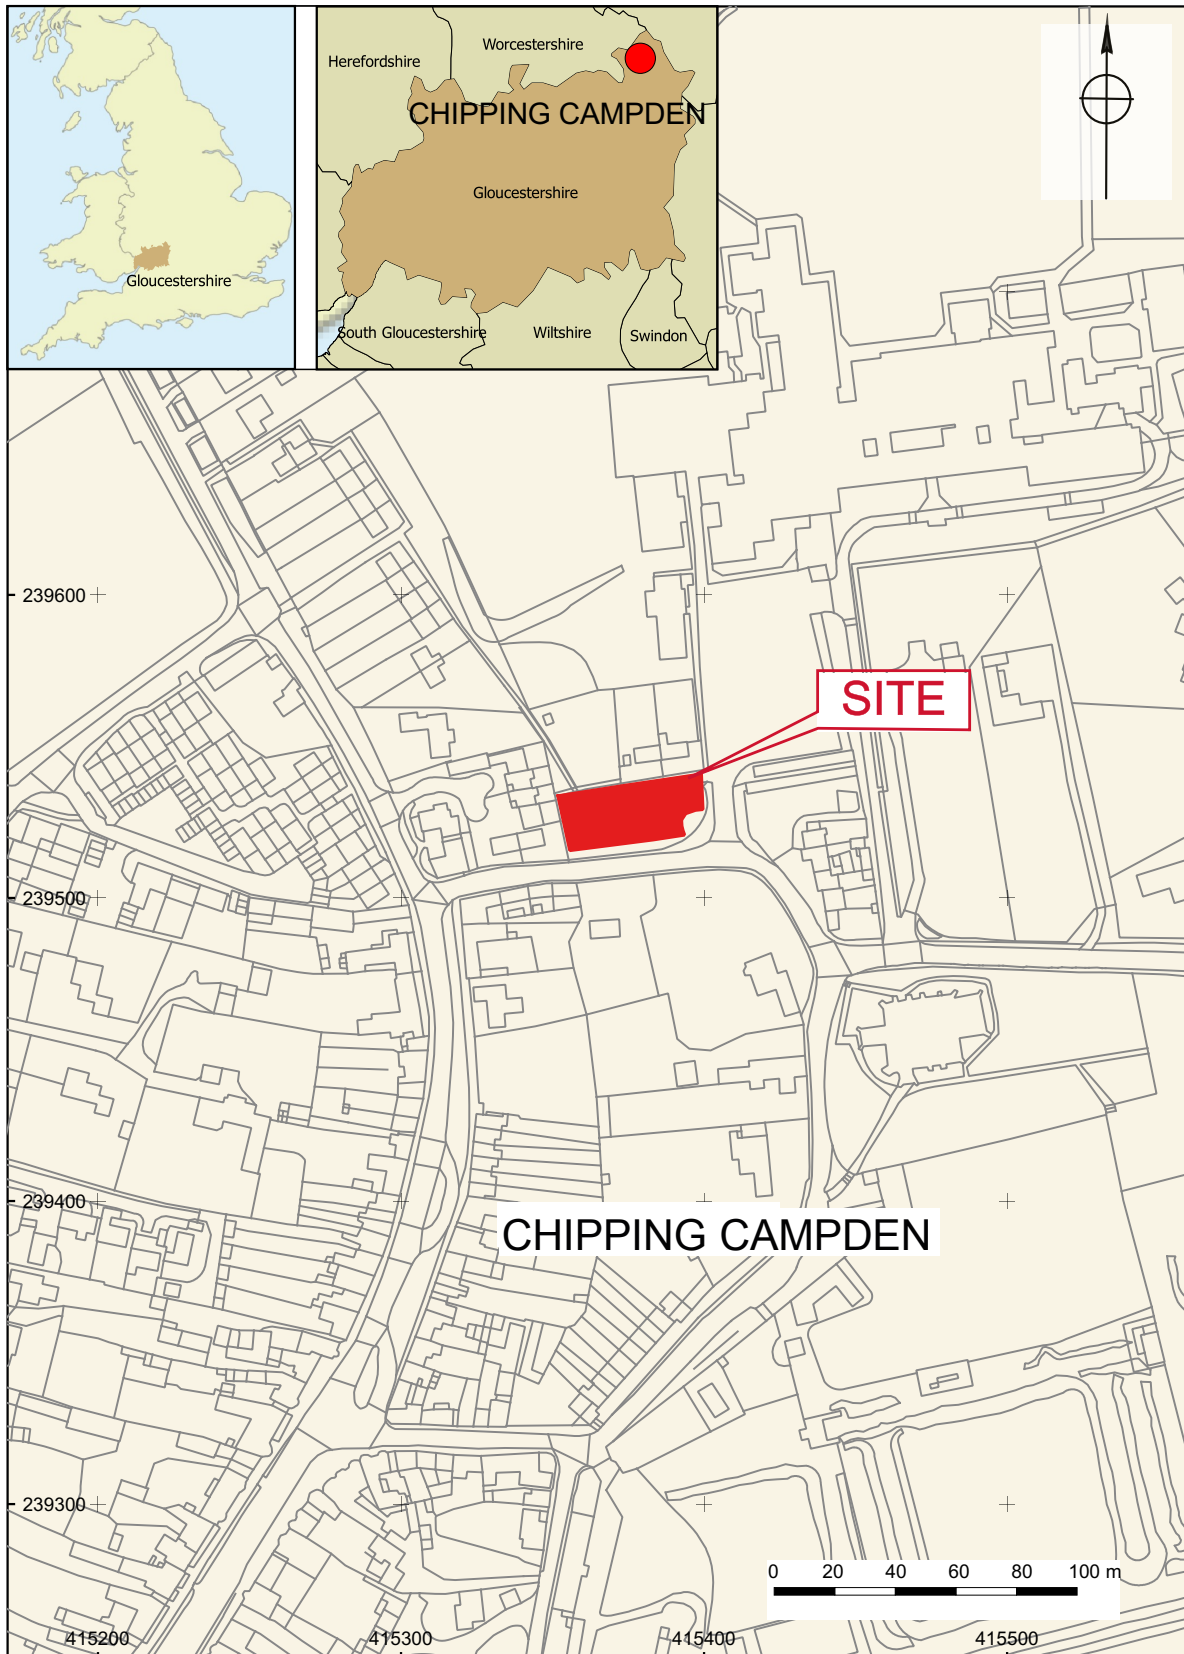 Gloucestershire
Herefordshire
Worcestershire
CHIPPING CAMPDEN
Gloucestershire
South Gloucestershire
Wiltshire
Swindon
239600
SITE
239500
239400
CHIPPING CAMPDEN
239300
0 20 40 60 80 100 m
415200 415300 415400 415500